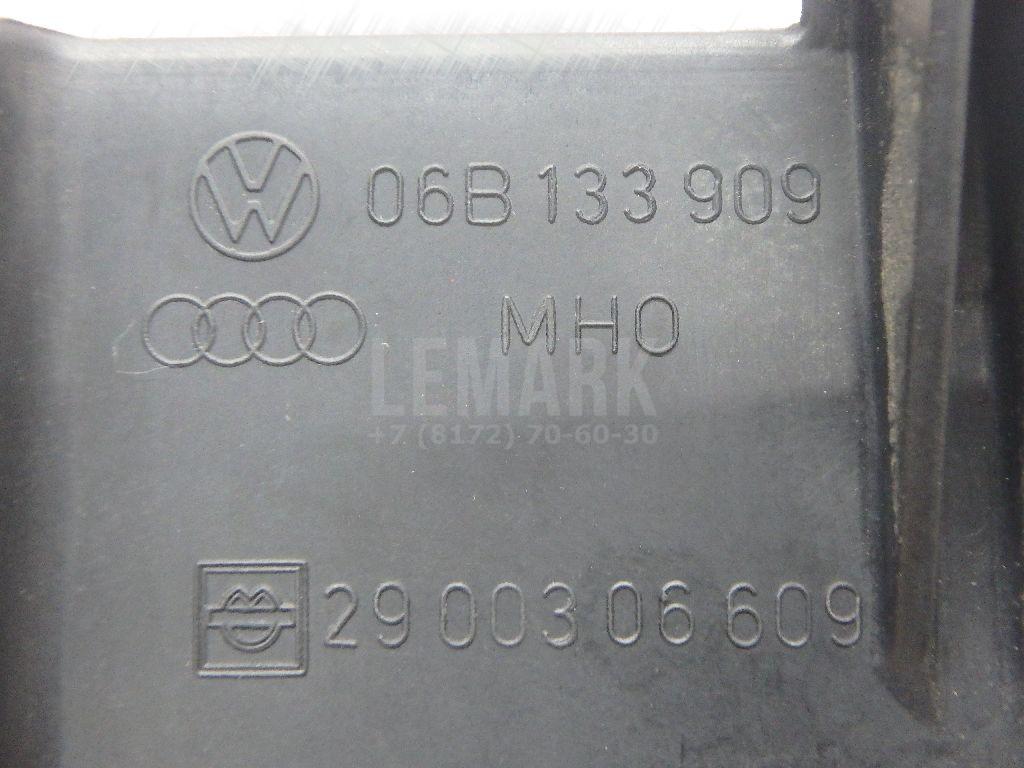 06B 133 909
MHO
LEMARK
+7 (8172) 70-60-30
29 003 06 609